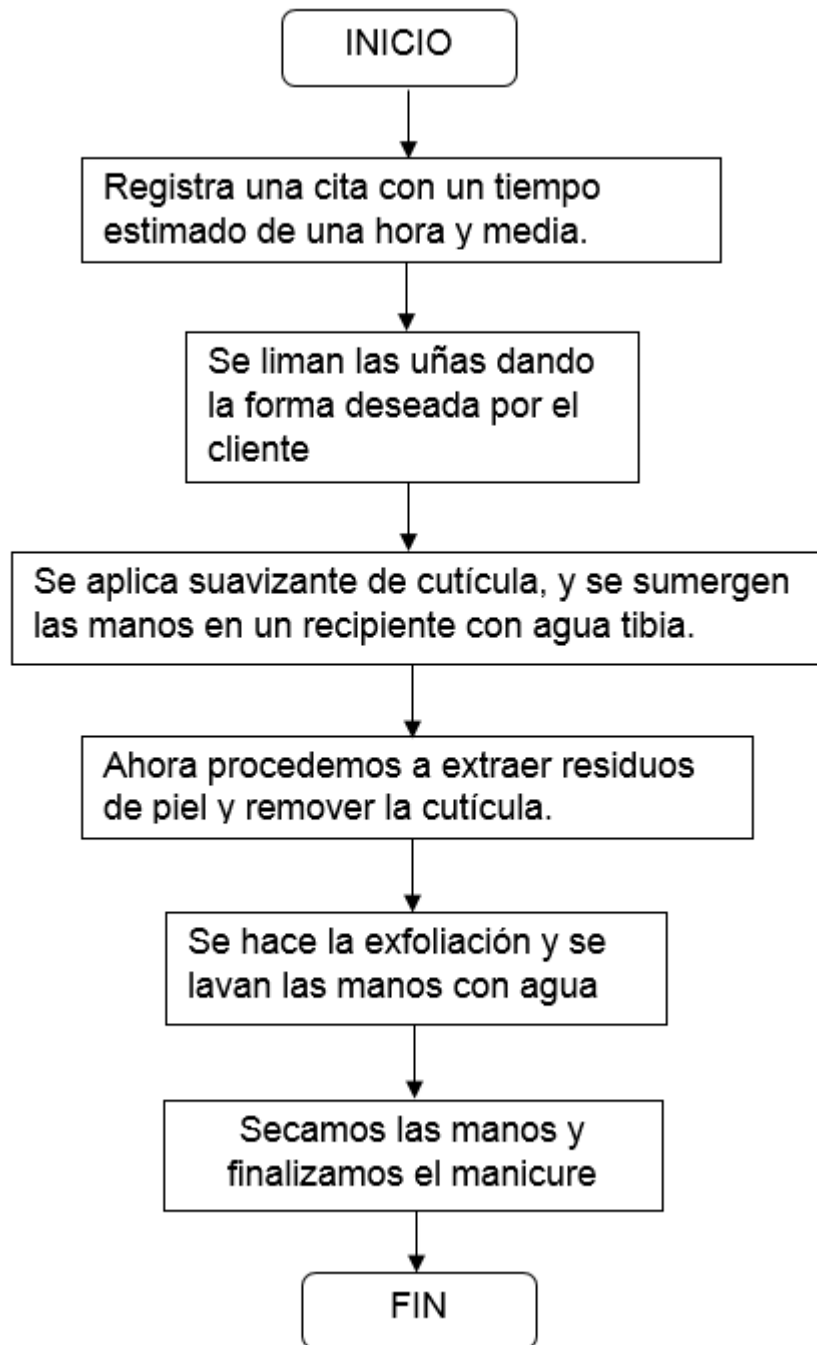 INICIO
Registra una cita con un tiempo
estimado de una hora y media.
Se liman las uñas dando
la forma deseada por el
cliente
Se aplica suavizante de cutícula, y se sumergen
las manos en un recipiente con agua tibia.
Ahora procedemos a extraer residuos
de piel y remover la cutícula.
Se hace la exfoliación y se
lavan las manos con agua
Secamos las manos y
finalizamos el manicure
FIN